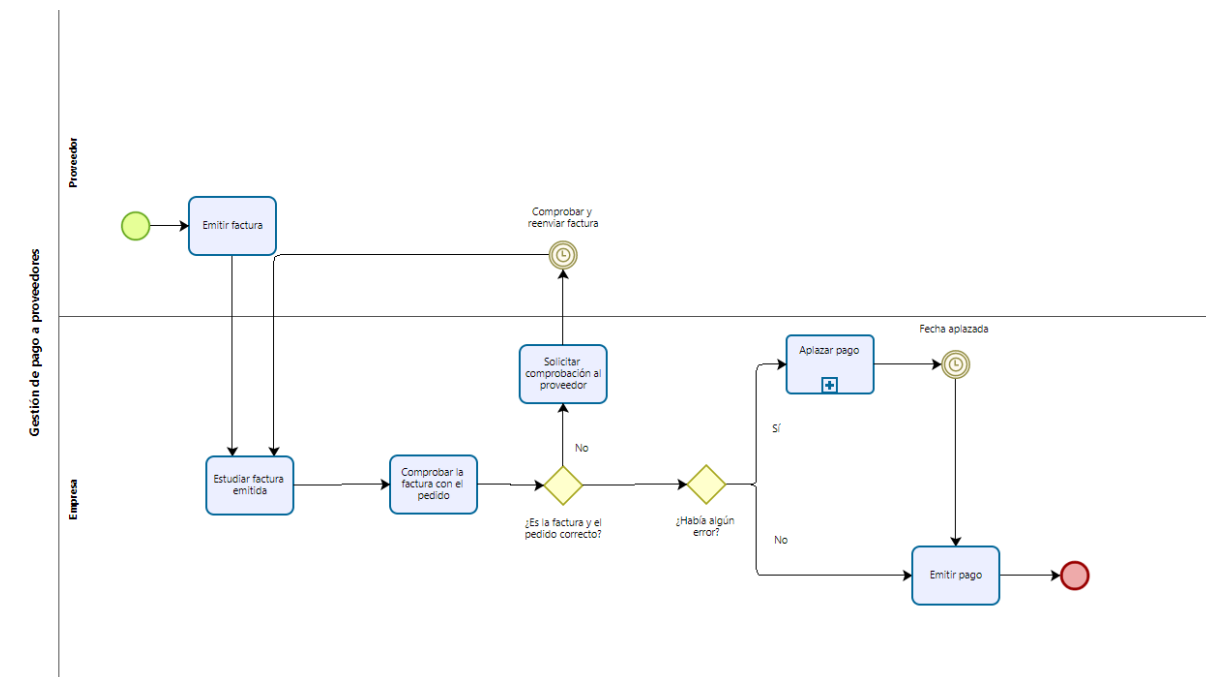 Gestión de pago a proveedores
Proveedor
Emitir factura
Comprobar y
reenviar factura
Empresa
Solicitar
comprobación al
proveedor
No
Estudiar factura
emitida
Comprobar la
factura con el
pedido
¿Es la factura y el
pedido correcto?
¿Había algún
error?
Sí
No
Aplazar pago
Fecha aplazada
Emitir pago